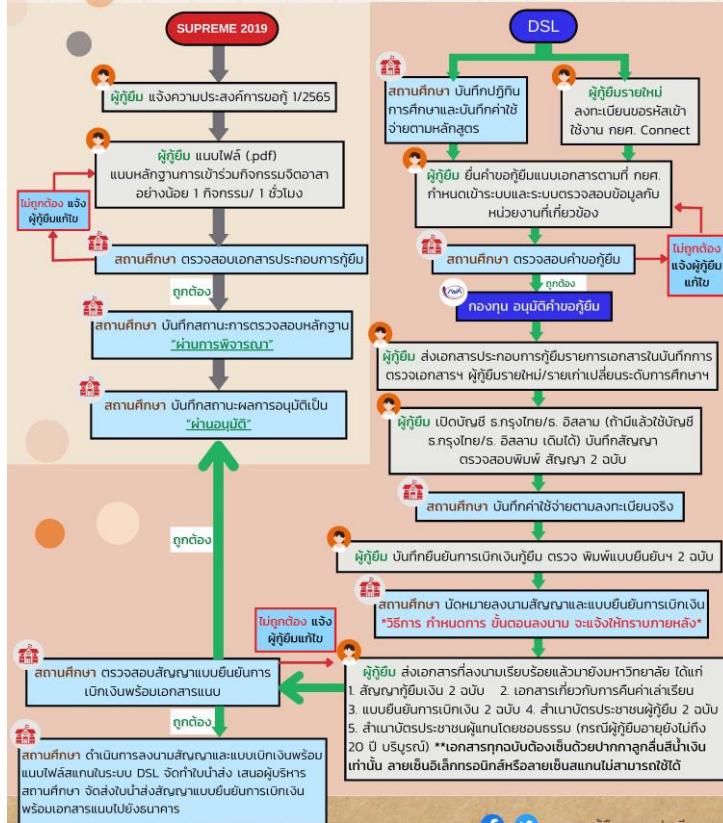 SUPREME 2019
ผู้กู้ยืม แจ้งความประสงค์การขอกู้ 1/2565
ผู้กู้ยืม แนบไฟล์ (.pdf)
แนบหลักฐานการเข้าร่วมกิจกรรมจิตอาสา
อย่างน้อย 1 กิจกรรม/ 1 ชั่วโมง
ไม่ถูกต้อง แจ้ง
ผู้กู้ยืมแก้ไข
สถานศึกษา ตรวจสอบเอกสารประกอบการกู้ยืม
ถูกต้อง
สถานศึกษา บันทึกสถานะการตรวจสอบหลักฐาน
"ผ่านการพิจารณา"
สถานศึกษา บันทึกสถานะผลการอนุมัติเป็น
"ผ่านอนุมัติ"
ถูกต้อง
DSL
สถานศึกษา บันทึกปฏิทิน
การศึกษาและบันทึกค่าใช้
จ่ายตามหลักสูตร
ผู้กู้ยืมรายใหม่
ลงทะเบียนขอรหัสเข้า
ใช้งาน กยศ. Connect
ผู้กู้ยืม ยื่นคำขอกู้ยืมแนบเอกสารตามที่ กยศ.
กำหนดเข้าระบบและระบบตรวจสอบข้อมูลกับ
หน่วยงานที่เกี่ยวข้อง
สถานศึกษา ตรวจสอบคำขอกู้ยืม
ไม่ถูกต้อง
แจ้งผู้กู้ยืม
แก้ไข
ถูกต้อง
กองทุน อนุมัติคำขอกู้ยืม
ผู้กู้ยืม ส่งเอกสารประกอบการกู้ยืมรายการเอกสารในบันทึกการ
ตรวจเอกสารฯ ผู้กู้ยืมรายใหม่/รายเก่าเปลี่ยนระดับการศึกษาฯ
ผู้กู้ยืม เปิดบัญชี ธ.กรุงไทย/ธ. อิสลาม (ถ้ามีแล้วใช้บัญชี
ธ.กรุงไทย/ธ. อิสลาม เดิมได้) บันทึกสัญญา
ตรวจสอบพิมพ์ สัญญา 2 ฉบับ
สถานศึกษา บันทึกค่าใช้จ่ายตามลงทะเบียนจริง
ผู้กู้ยืม บันทึกยืนยันการเบิกเงินกู้ยืม ตรวจ พิมพ์แบบยืนยันฯ 2 ฉบับ
สถานศึกษา นัดหมายลงนามสัญญาและแบบยืนยันการเบิกเงิน
*วิธีการ กำหนดการ ขั้นตอนลงนาม จะแจ้งให้ทราบภายหลัง*
ผู้กู้ยืม ส่งเอกสารที่ลงนามเรียบร้อยแล้วมายังมหาวิทยาลัย ได้แก่
1. สัญญากู้ยืมเงิน 2 ฉบับ 2. เอกสารเกี่ยวกับการคืนค่าเล่าเรียน
3. แบบยืนยันการเบิกเงิน 2 ฉบับ 4. สำเนาบัตรประชาชนผู้กู้ยืม 2 ฉบับ
5. สำเนาบัตรประชาชนผู้แทนโดยชอบธรรม (กรณีผู้กู้ยืมอายุยังไม่ถึง
20 ปี บริบูรณ์) **เอกสารทุกฉบับต้องเซ็นด้วยปากกาลูกลื่นสีน้ำเงิน
เท่านั้น ลายเซ็นอิเล็กทรอนิกส์หรือลายเซ็นสแกนไม่สามารถใช้ได้
ไม่ถูกต้อง แจ้ง
ผู้กู้ยืมแก้ไข
สถานศึกษา ตรวจสอบสัญญาแบบยืนยันการ
เบิกเงินพร้อมเอกสารแนบ
ถูกต้อง
สถานศึกษา ดำเนินการลงนามสัญญาและแบบเบิกเงินพร้อม
แนบไฟล์สแกนในระบบ DSL จัดทำใบนำส่ง เสนอผู้บริหาร
สถานศึกษา จัดส่งใบนำส่งสัญญาแบบยืนยันการเบิกเงิน
พร้อมเอกสารแนบไปยังธนาคาร